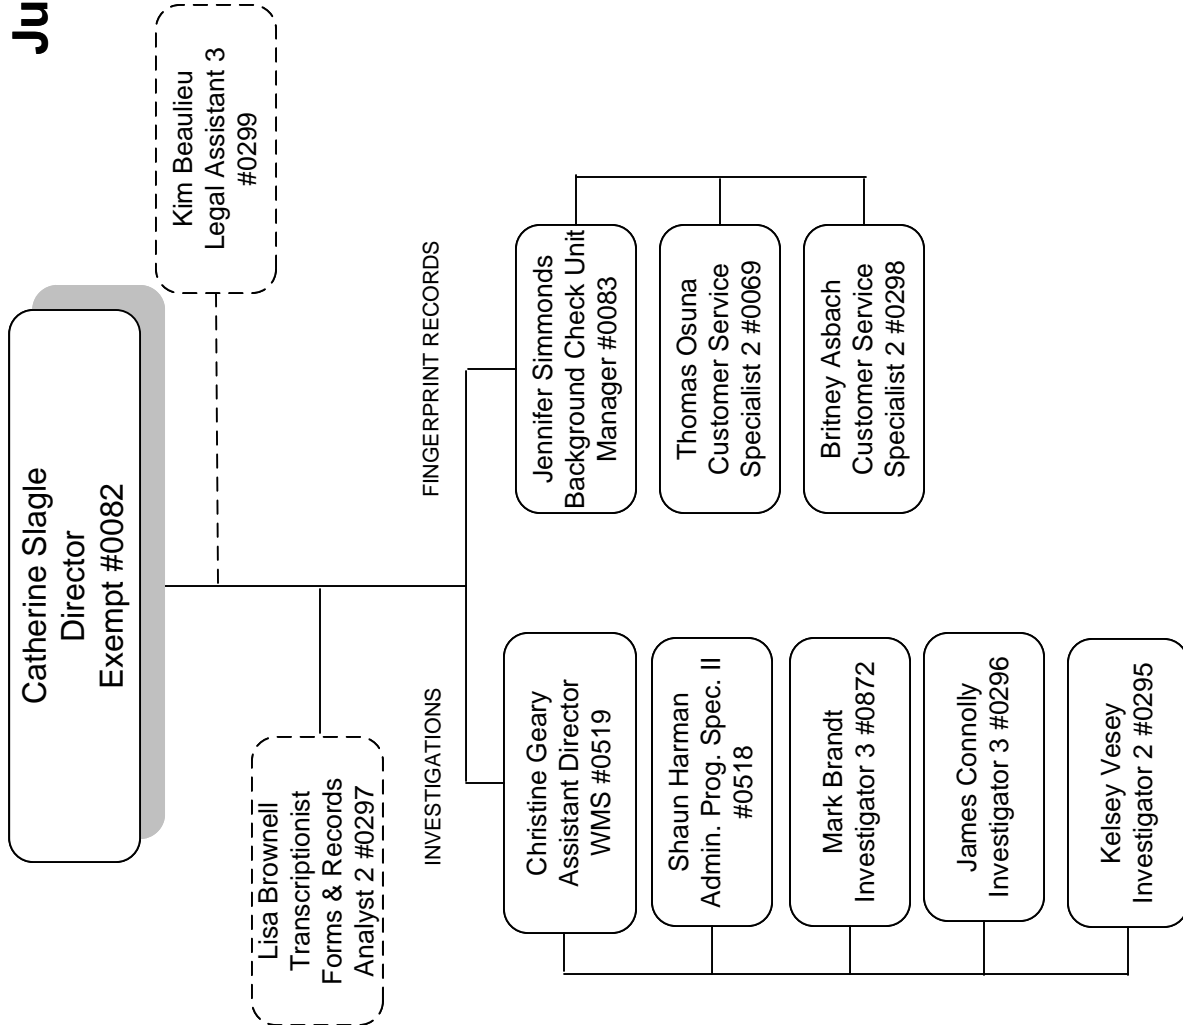 Ju
Catherine Slagle
Director
Exempt #0082
Kim Beaulieu
Legal Assistant 3
#0299
Lisa Brownell
Transcriptionist
Forms & Records
Analyst 2 #0297
INVESTIGATIONS
FINGERPRINT RECORDS
Christine Geary
Assistant Director
WMS #0519
Shaun Harman
Admin. Prog. Spec. II
#0518
Mark Brandt
Investigator 3 #0872
James Connolly
Investigator 3 #0296
Kelsey Vesey
Investigator 2 #0295
Jennifer Simmonds
Background Check Unit
Manager #0083
Thomas Osuna
Customer Service
Specialist 2 #0069
Britney Asbach
Customer Service
Specialist 2 #0298